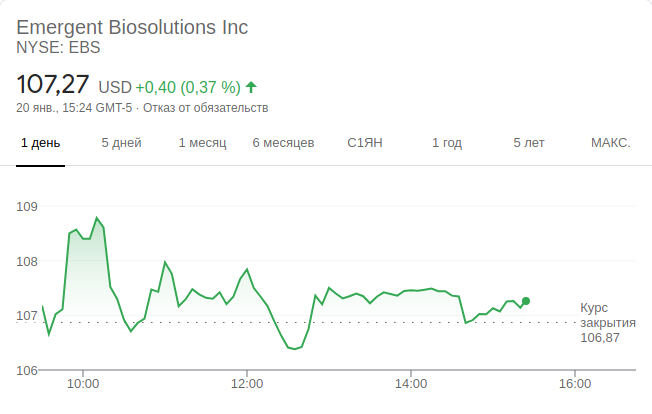 Emergent Biosolutions Inc
NYSE: EBS
107,27 USD +0,40 (0,37 %)
20 янв., 15:24 GMT-5 · Отказ от обязательств
1 день 5 дней 1 месяц 6 месяцев С1ЯН 1 год 5 лет МАКС.
109
108
107
106
Курс
закрытия
106,87
10:00 12:00 14:00 16:00